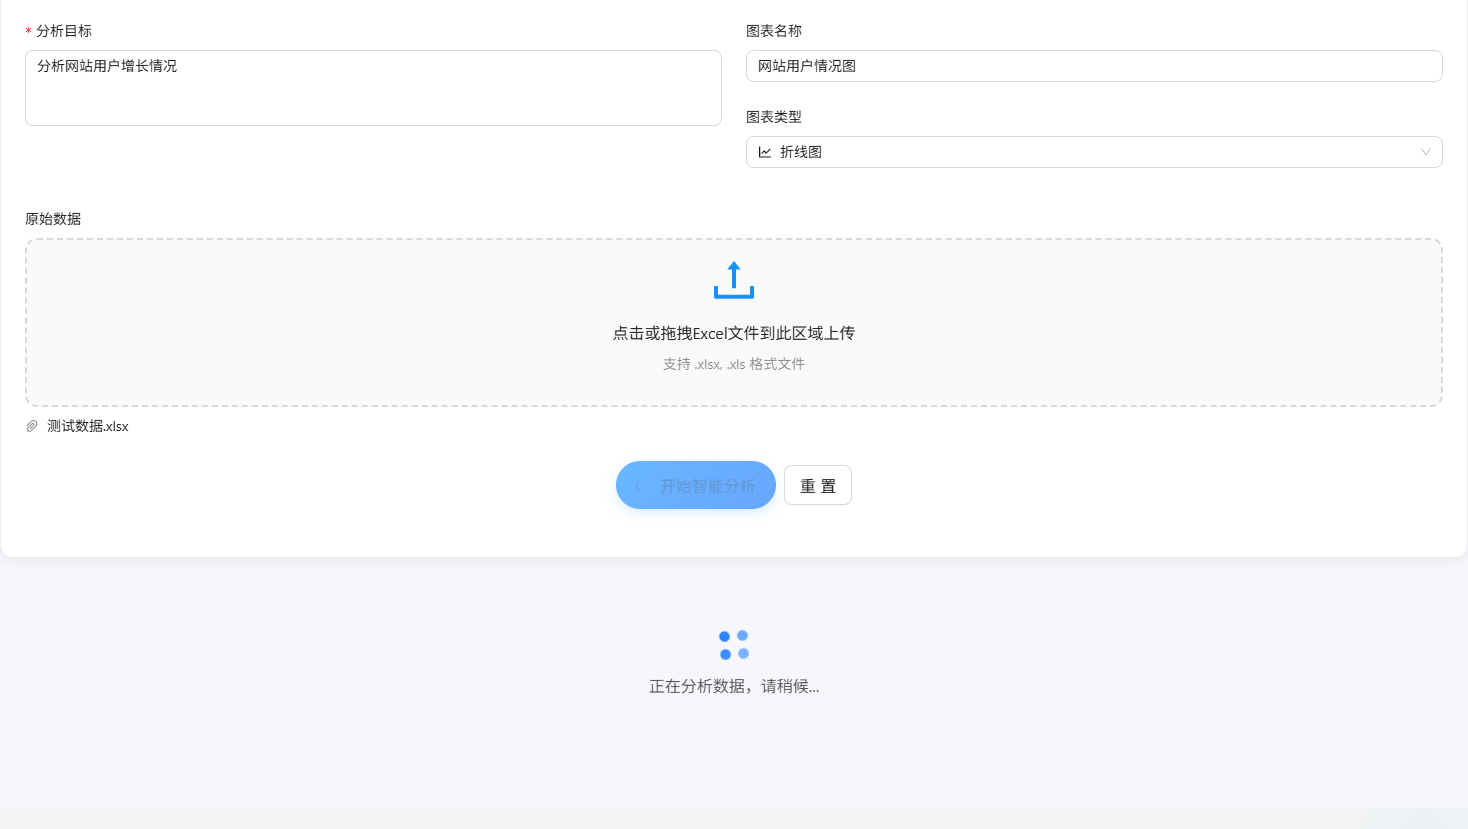 * 分析目标
分析网站用户增长情况
图表名称
网站用户情况图
图表类型
折线图
原始数据
点击或拖拽Excel文件到此区域上传
支持 .xlsx, .xls 格式文件
测试数据.xlsx
开始智能分析
重 置
正在分析数据，请稍候...